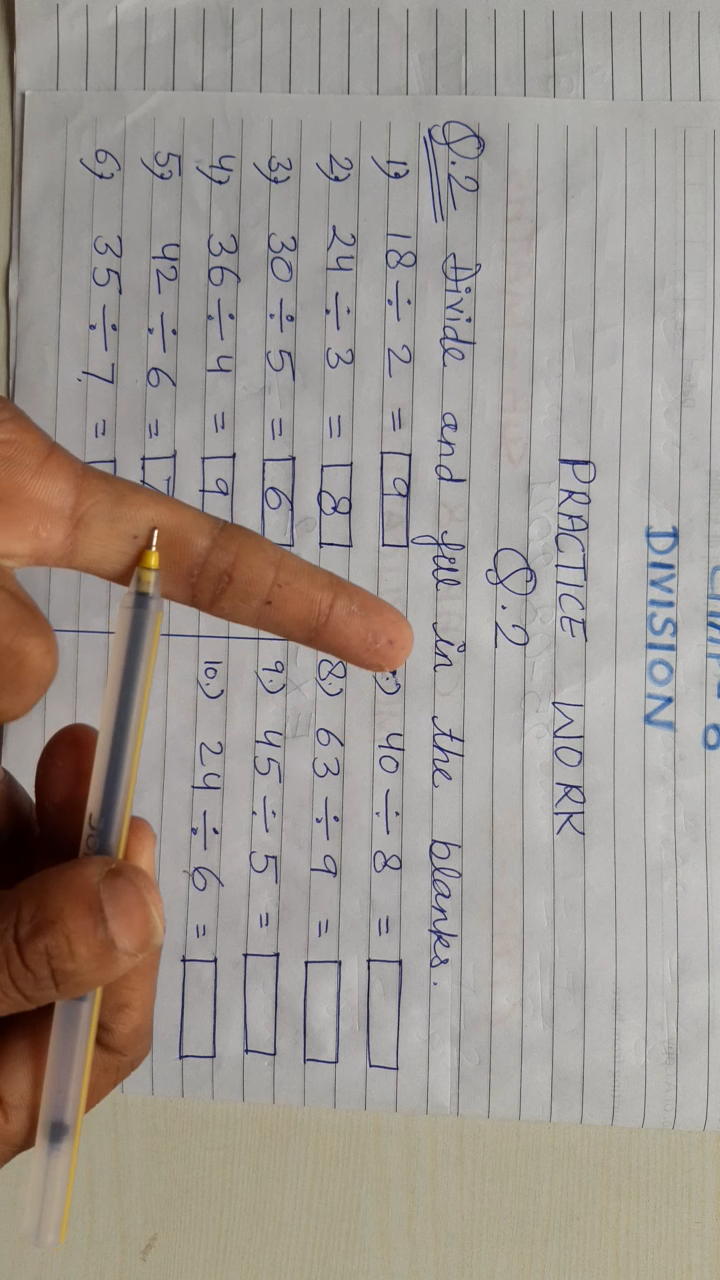 DIVISION
PRACTICE WORK
Q.2
Q.2 Divide and fill in the blanks.
1) 18 ÷ 2 = 9
2) 24 ÷ 3 = 8
3) 30 ÷ 5 = 6
4) 36 ÷ 4 = 9
5) 42 ÷ 6 = 7
6) 35 ÷ 7 =
40 ÷ 8 =
8.) 63 ÷ 9 =
9.) 45 ÷ 5 =
10.) 24 ÷ 6 =